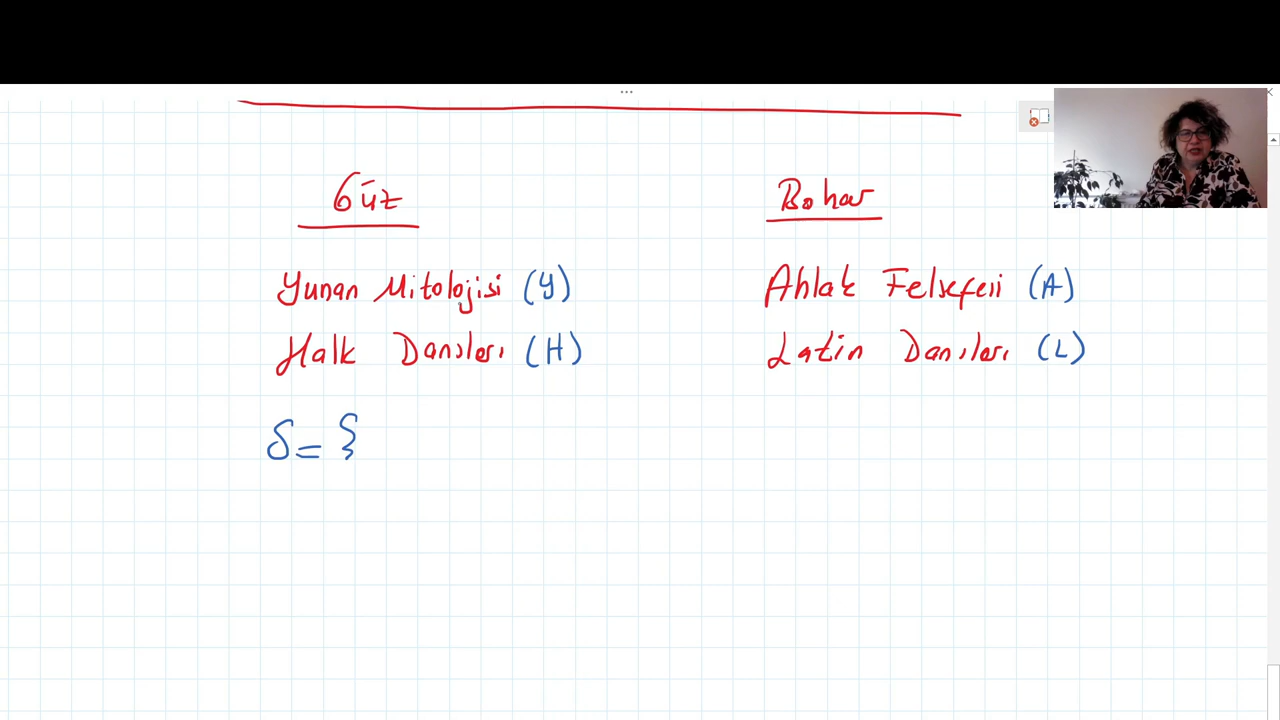 Güz
Bahar
Yunan Mitolojisi (Y)
Ahlak Felsefesi (A)
Halk Dansları (H)
Latin Dansları (L)
S = {